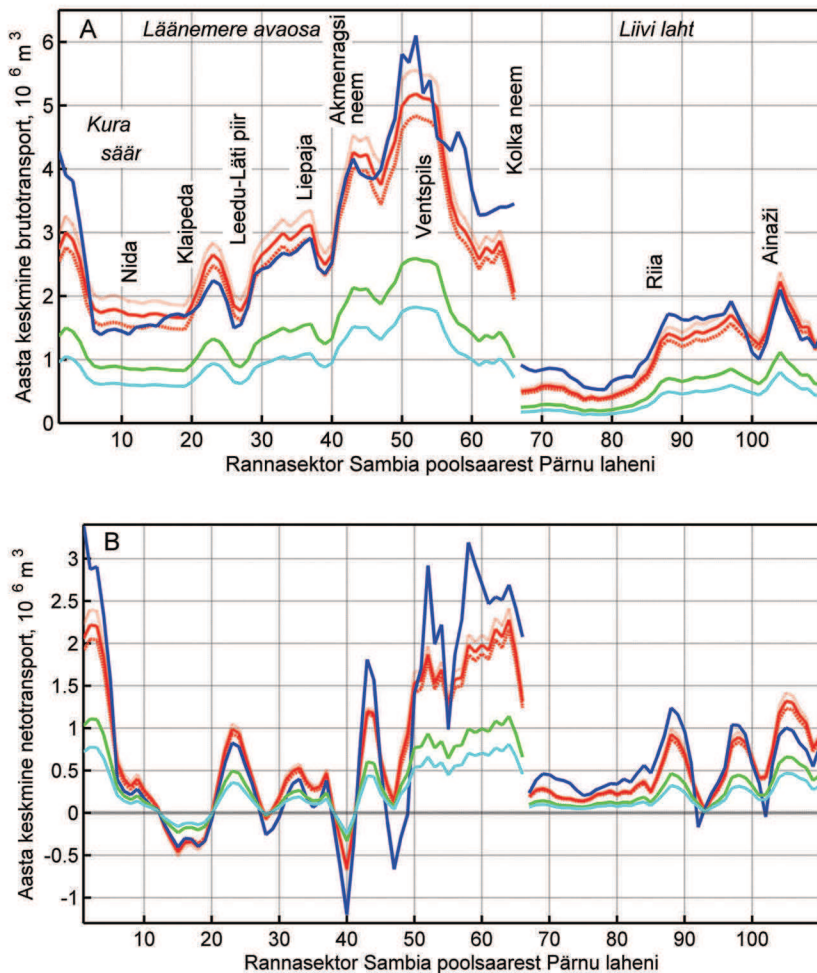 A
Läänemere avaosa
Liivi laht
Aasta keskmine brutotransport, 10 6 m 3
6
5
4
3
2
1
0
Kura
säär
Nida
Klaipeda
Leedu-Läti piir
Liepaja
Akmenragsi
neem
Ventspils
Kolka neem
Riia
Ainaži
10 20 30 40 50 60 70 80 90 100
Rannasektor Sambia poolsaarest Pärnu laheni
B
Aasta keskmine netotransport, 10 6 m 3
3
2.5
2
1.5
1
0.5
0
-0.5
-1
10 20 30 40 50 60 70 80 90 100
Rannasektor Sambia poolsaarest Pärnu laheni